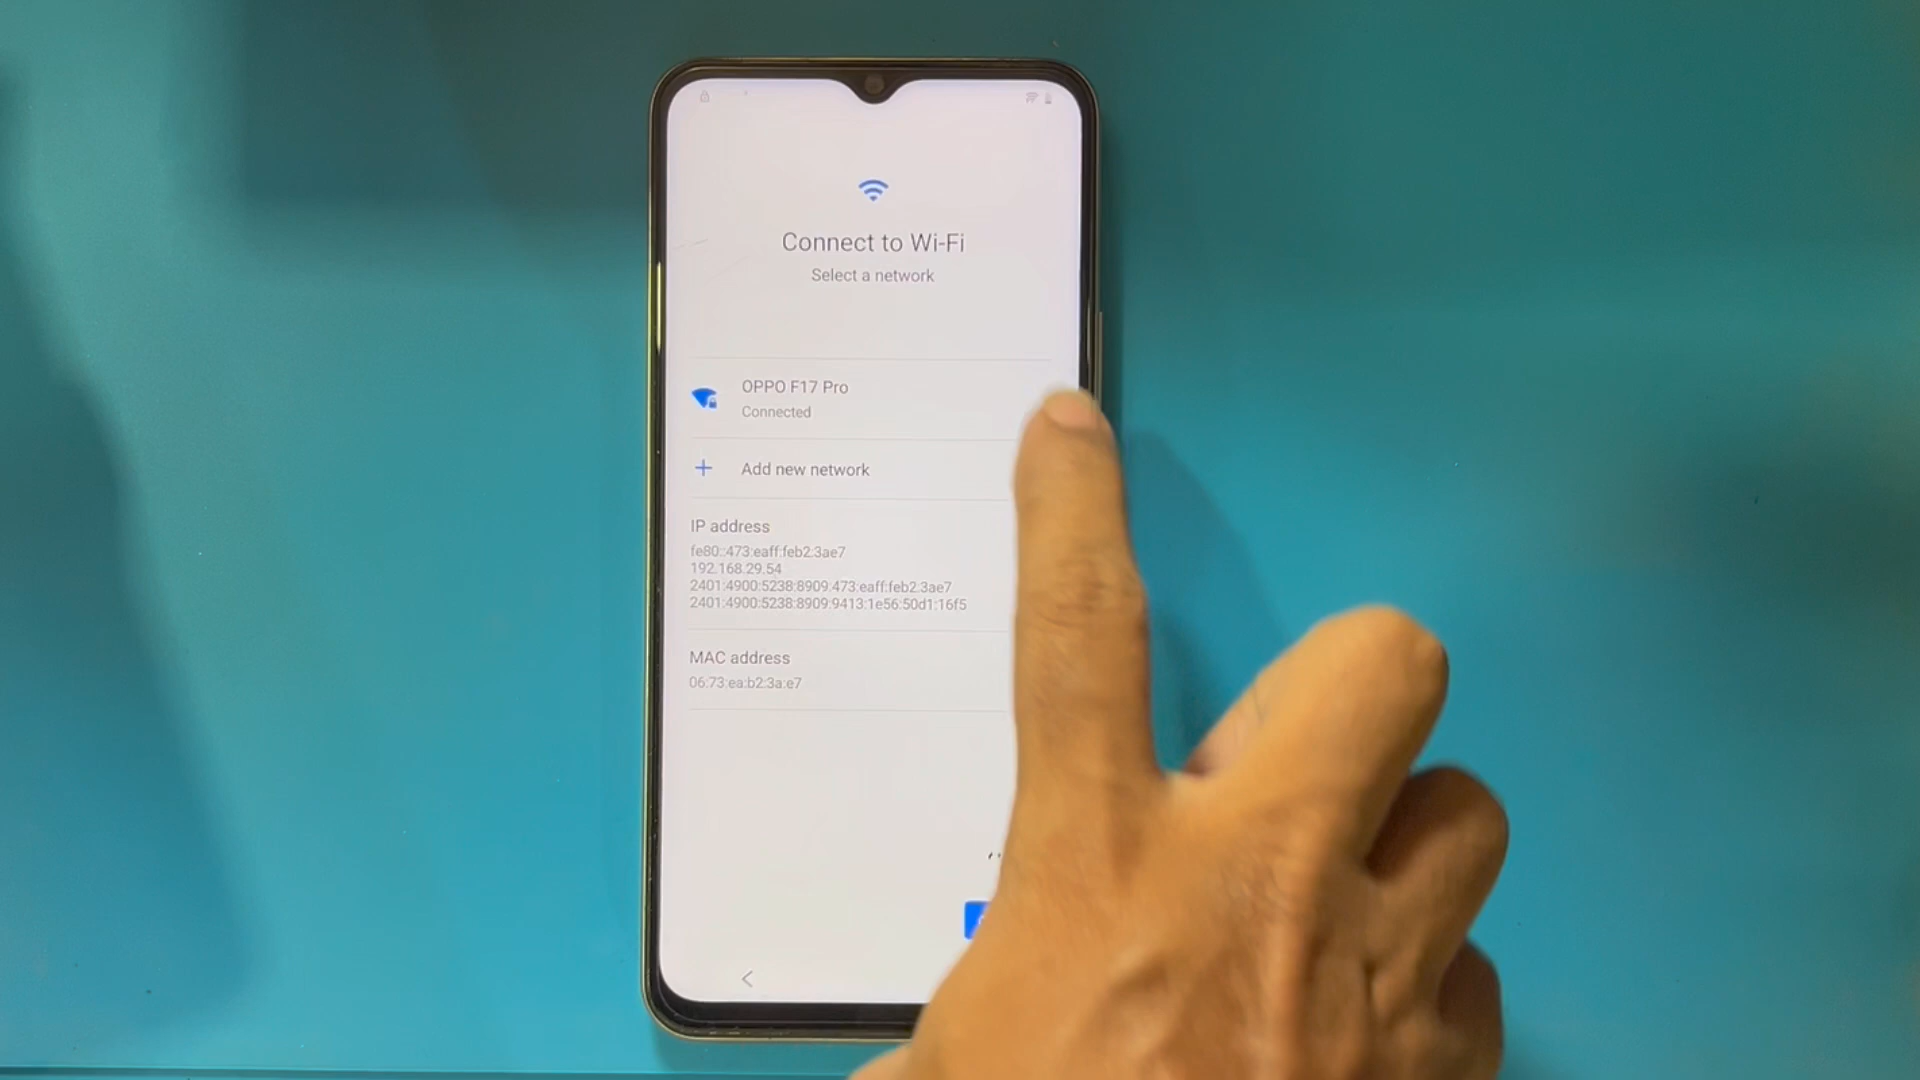 Connect to Wi-Fi
Select a network
OPPO F17 Pro
Connected
Add new network
IP address
fe80::473:eaff:feb2:3ae7
192.168.29.54
2401:4900:5238:8909:473:eaff:feb2:3ae7
2401:4900:5238:8909:9413:1e56:50d1:16f5
MAC address
06:73:ea:b2:3a:e7